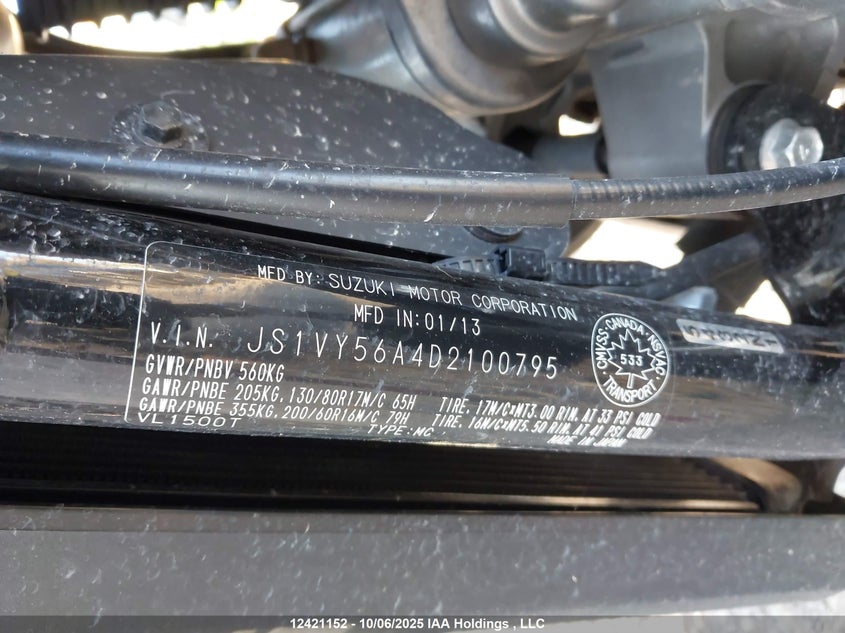 MFD BY: SUZUKI MOTOR CORPORATION
MFD IN: 01/13
V.I.N. JS1VY56A4D2100795
GVWR/PNBV 560KG
GAWR/PNBE 205KG. 130/80R17M/C 65H TIRE. 17M/C×MT3.00 RIM. AT 33 PSI COLD
GAWR/PNBE 355KG. 200/60R16M/C 79H TIRE. 16M/C×MT5.50 RIM. AT 41 PSI COLD
VL1500T TYPE: MC MADE IN JAPAN
CMVSS·CANADA·NSVAC
533
TRANSPORT
12421152 - 10/06/2025 IAA Holdings , LLC